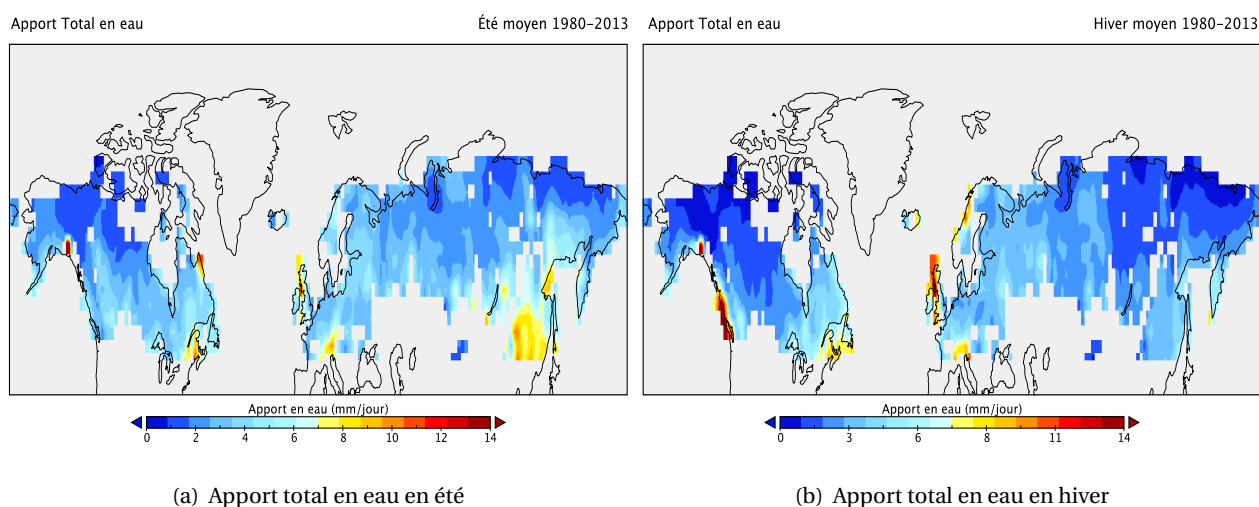 Apport Total en eau
Été moyen 1980–2013
Apport en eau (mm/jour)
0 2 4 6 8 10 12 14
(a) Apport total en eau en été
Apport Total en eau
Hiver moyen 1980–2013
Apport en eau (mm/jour)
0 3 6 8 11 14
(b) Apport total en eau en hiver